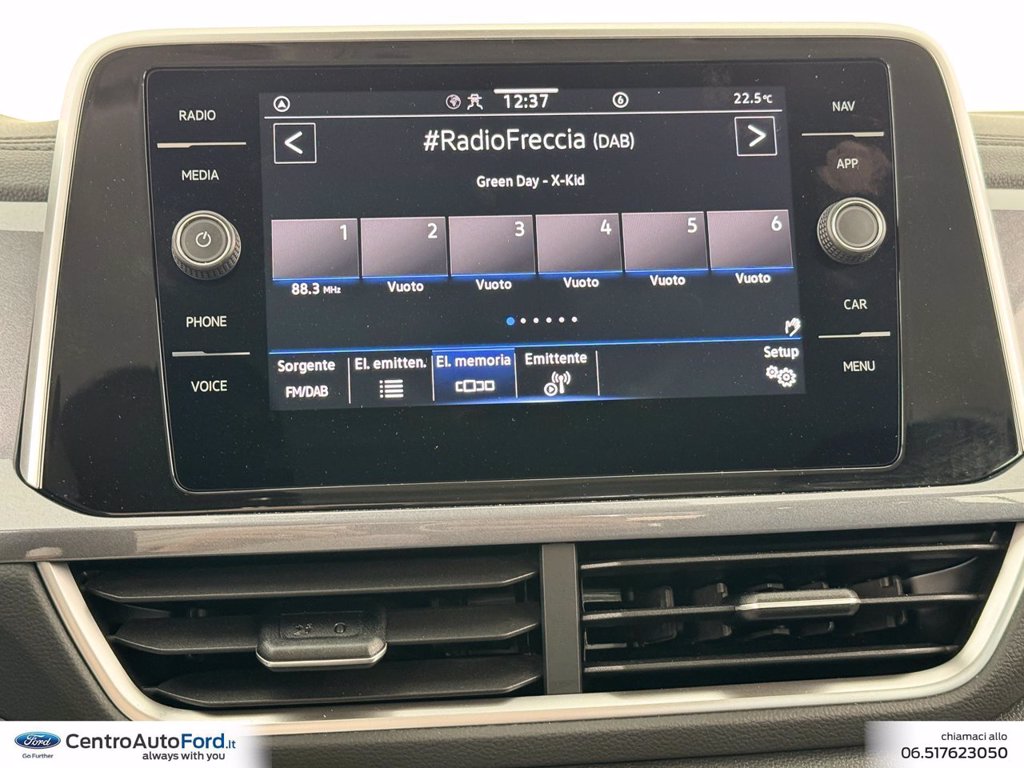 RADIO
MEDIA
PHONE
VOICE
12:37
6
22.5°C
#RadioFreccia (DAB)
Green Day - X-Kid
1 2 3 4 5 6
88.3 MHz Vuoto Vuoto Vuoto Vuoto Vuoto
Sorgente
FM/DAB
El. emitten.
El. memoria
Emittente
Setup
NAV
APP
CAR
MENU
Ford
Go Further
CentroAutoFord.it
always with you
chiamaci allo
06.517623050